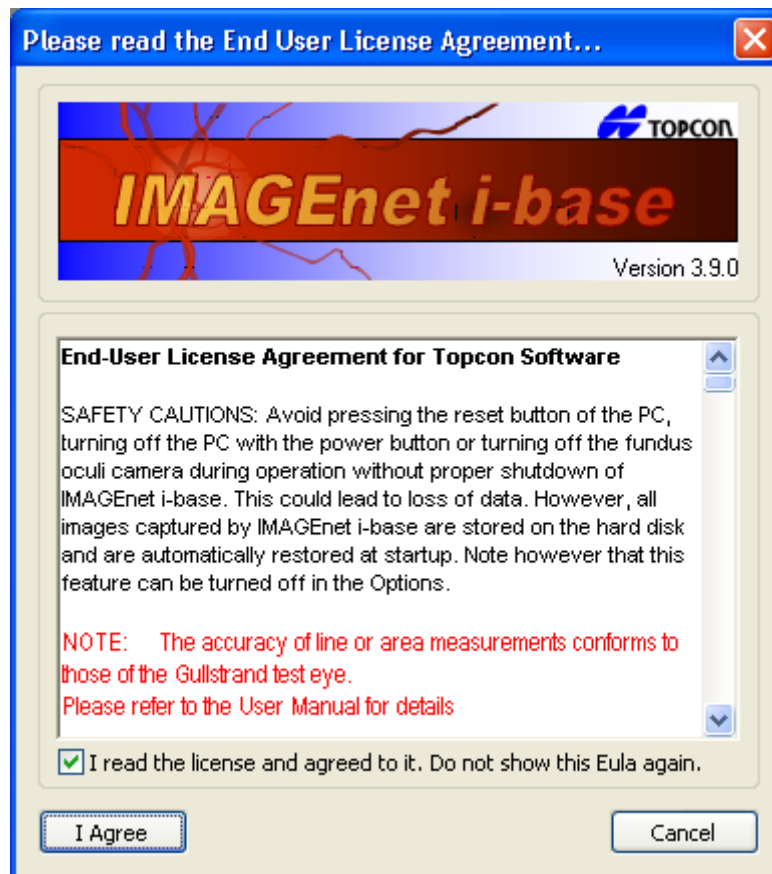 Please read the End User License Agreement...
TOPCON
IMAGEnet i-base
Version 3.9.0
End-User License Agreement for Topcon Software
SAFETY CAUTIONS: Avoid pressing the reset button of the PC,
turning off the PC with the power button or turning off the fundus
oculi camera during operation without proper shutdown of
IMAGEnet i-base. This could lead to loss of data. However, all
images captured by IMAGEnet i-base are stored on the hard disk
and are automatically restored at startup. Note however that this
feature can be turned off in the Options.
NOTE: The accuracy of line or area measurements conforms to
those of the Gullstrand test eye.
Please refer to the User Manual for details
I read the license and agreed to it. Do not show this Eula again.
I Agree
Cancel